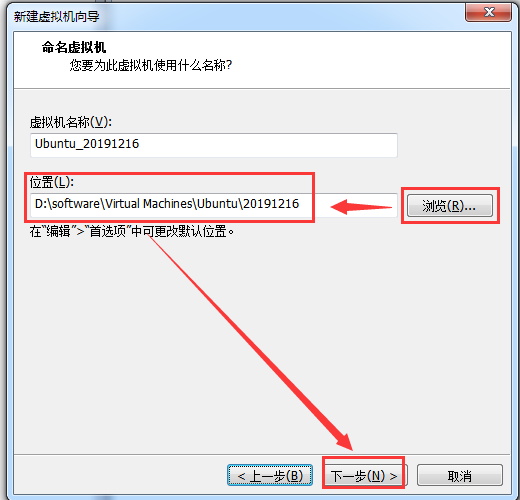 新建虚拟机向导
命名虚拟机
您要为此虚拟机使用什么名称?
虚拟机名称(V):
Ubuntu_20191216
位置(L):
D:\software\Virtual Machines\Ubuntu\20191216
浏览(R)...
在“编辑”>“首选项”中可更改默认位置。
< 上一步(B)
下一步(N) >
取消